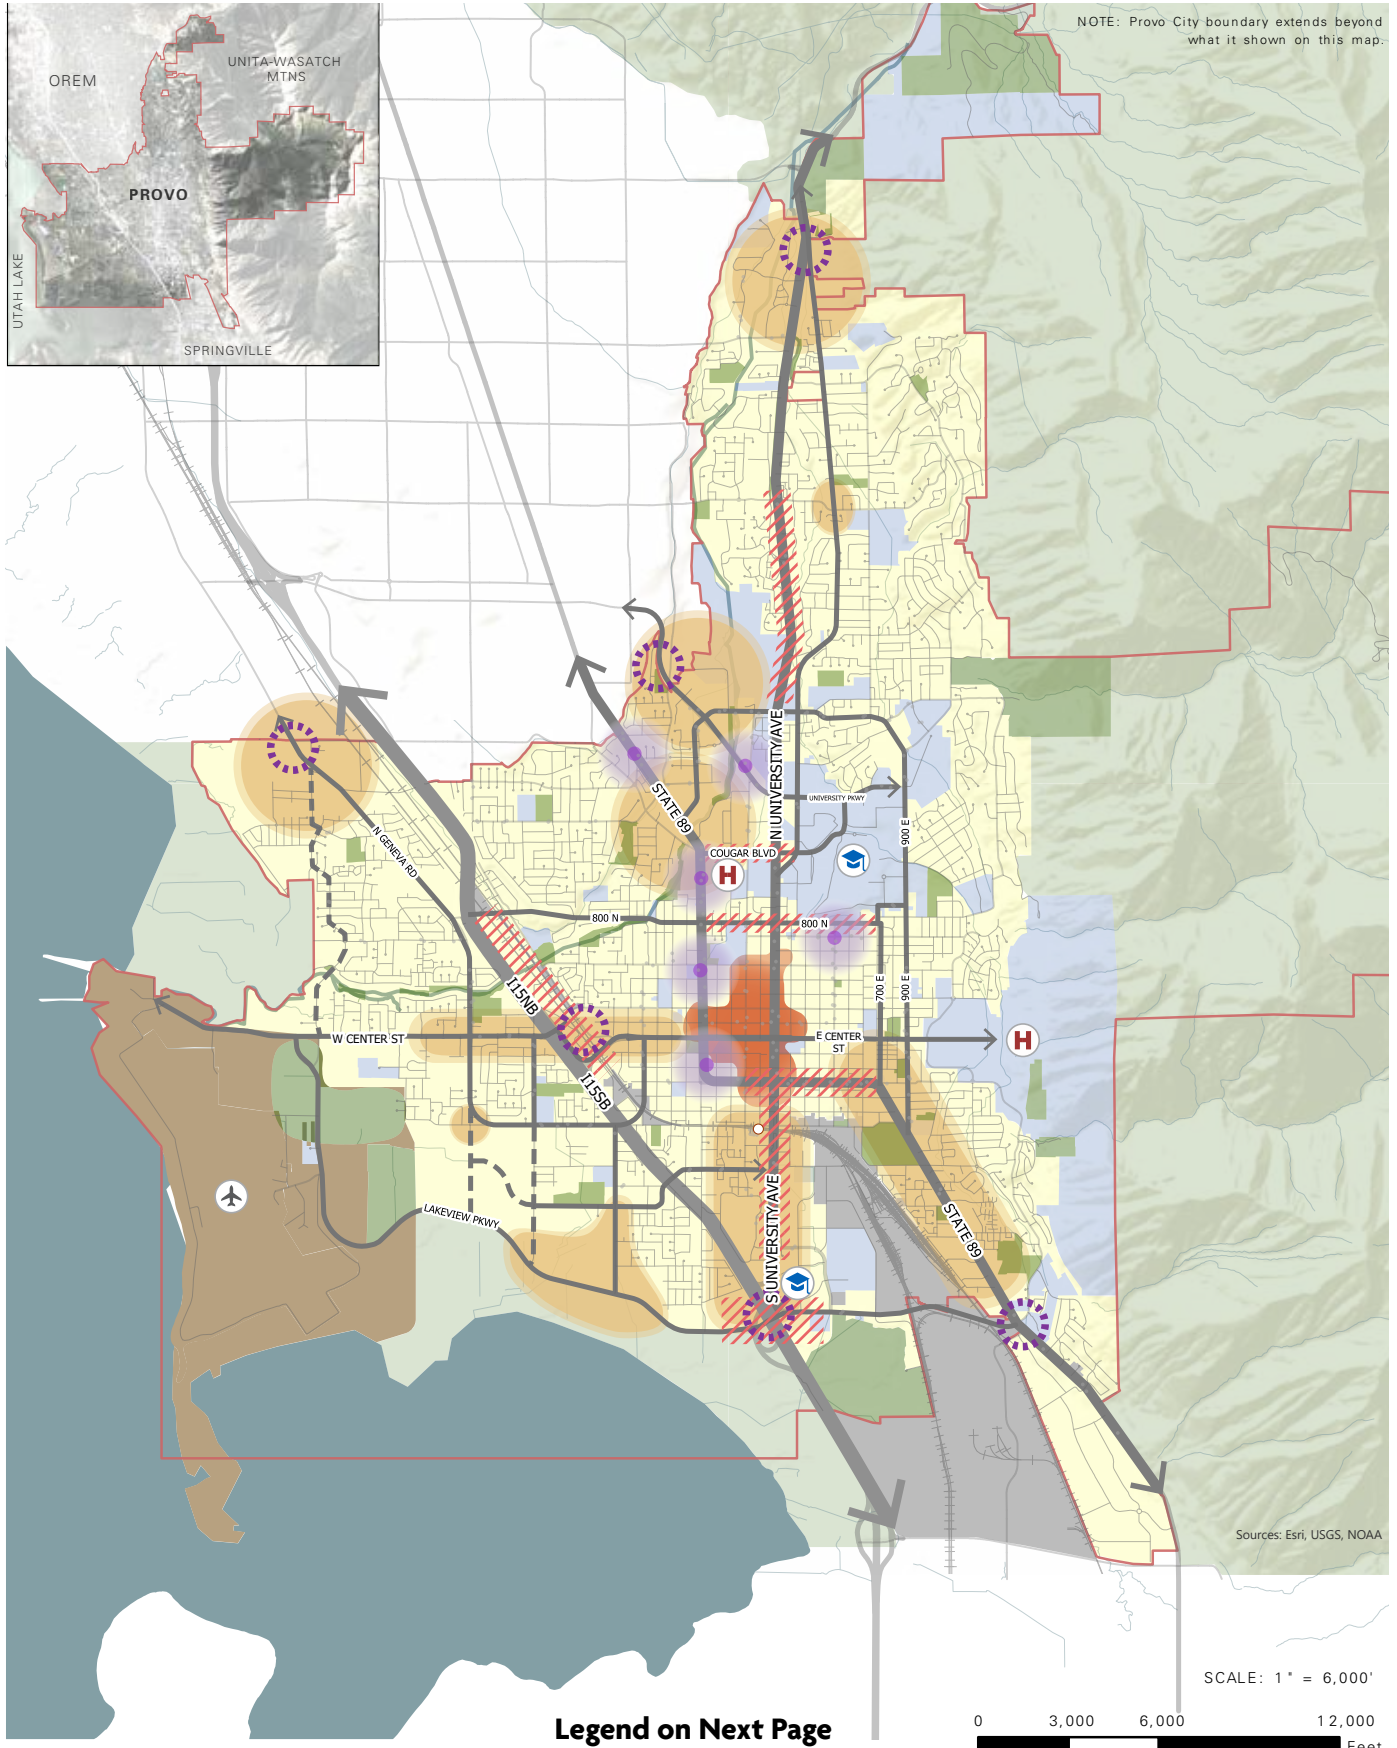 NOTE: Provo City boundary extends beyond
what it shown on this map.
OREM
UNITA-WASATCH
MTNS
PROVO
UTAH LAKE
SPRINGVILLE
N UNIVERSITY AVE
STATE 89
UNIVERSITY PKWY
900 E
N GENEVA RD
COUGAR BLVD
H
800 N
800 N
I15NB
700 E
900 E
W CENTER ST
E CENTER
ST
H
I15SB
LAKEVIEW PKWY
S UNIVERSITY AVE
STATE 89
Sources: Esri, USGS, NOAA
SCALE: 1" = 6,000'
Legend on Next Page
0 3,000 6,000 12,000
Feet